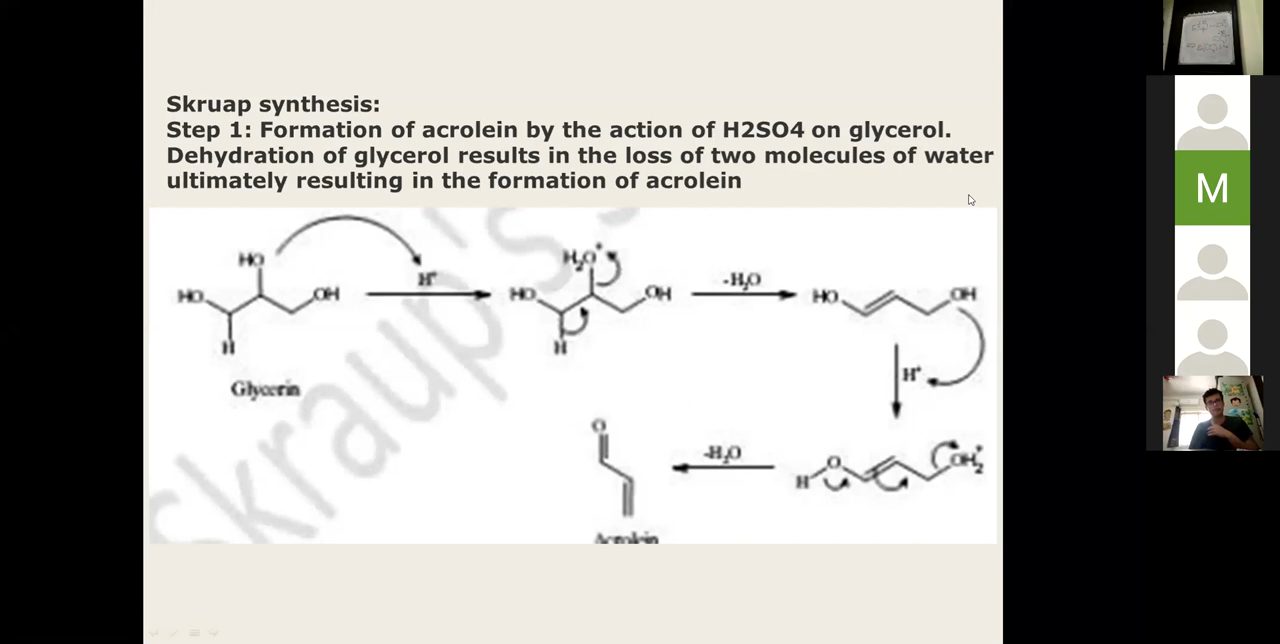 Skruap synthesis:
Step 1: Formation of acrolein by the action of H2SO4 on glycerol.
Dehydration of glycerol results in the loss of two molecules of water
ultimately resulting in the formation of acrolein
HO
HO
OH
H
Glycerin
H⁺
H₂O⁺
HO
OH
H
-H₂O
HO
OH
H⁺
H
O
OH₂⁺
-H₂O
O
Acrolein
skraup's
M